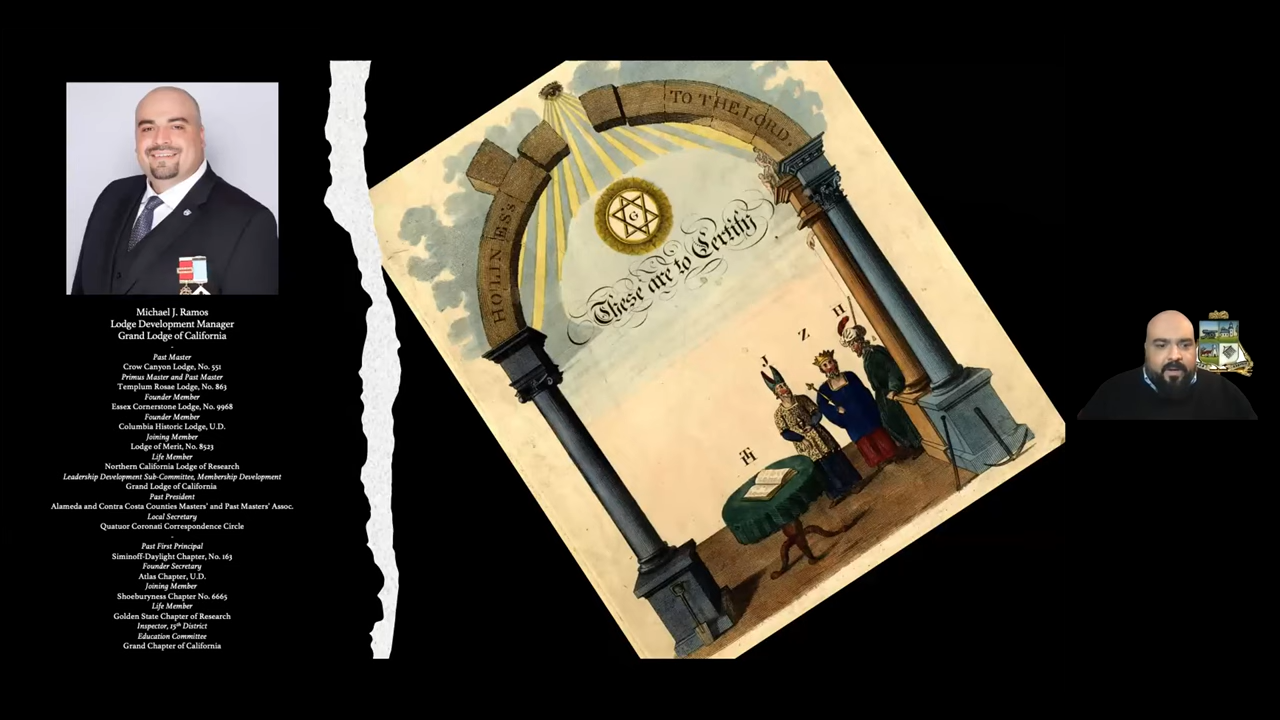 Michael J. Ramos
Lodge Development Manager
Grand Lodge of California
-
Past Master
Crow Canyon Lodge, No. 551
Primus Master and Past Master
Templum Rosae Lodge, No. 863
Founder Member
Essex Cornerstone Lodge, No. 9968
Founder Member
Columbia Historic Lodge, U.D.
Joining Member
Lodge of Merit, No. 8523
Life Member
Northern California Lodge of Research
Leadership Development Sub-Committee, Membership Development
Grand Lodge of California
Past President
Alameda and Contra Costa Counties Masters' and Past Masters' Assoc.
Local Secretary
Quatuor Coronati Correspondence Circle
-
Past First Principal
Siminoff-Daylight Chapter, No. 163
Founder Secretary
Atlas Chapter, U.D.
Joining Member
Shoeburyness Chapter No. 6665
Life Member
Golden State Chapter of Research
Inspector, 15th District
Education Committee
Grand Chapter of California
HOLINESS TO THE LORD.
G
These are to Certify
J Z H